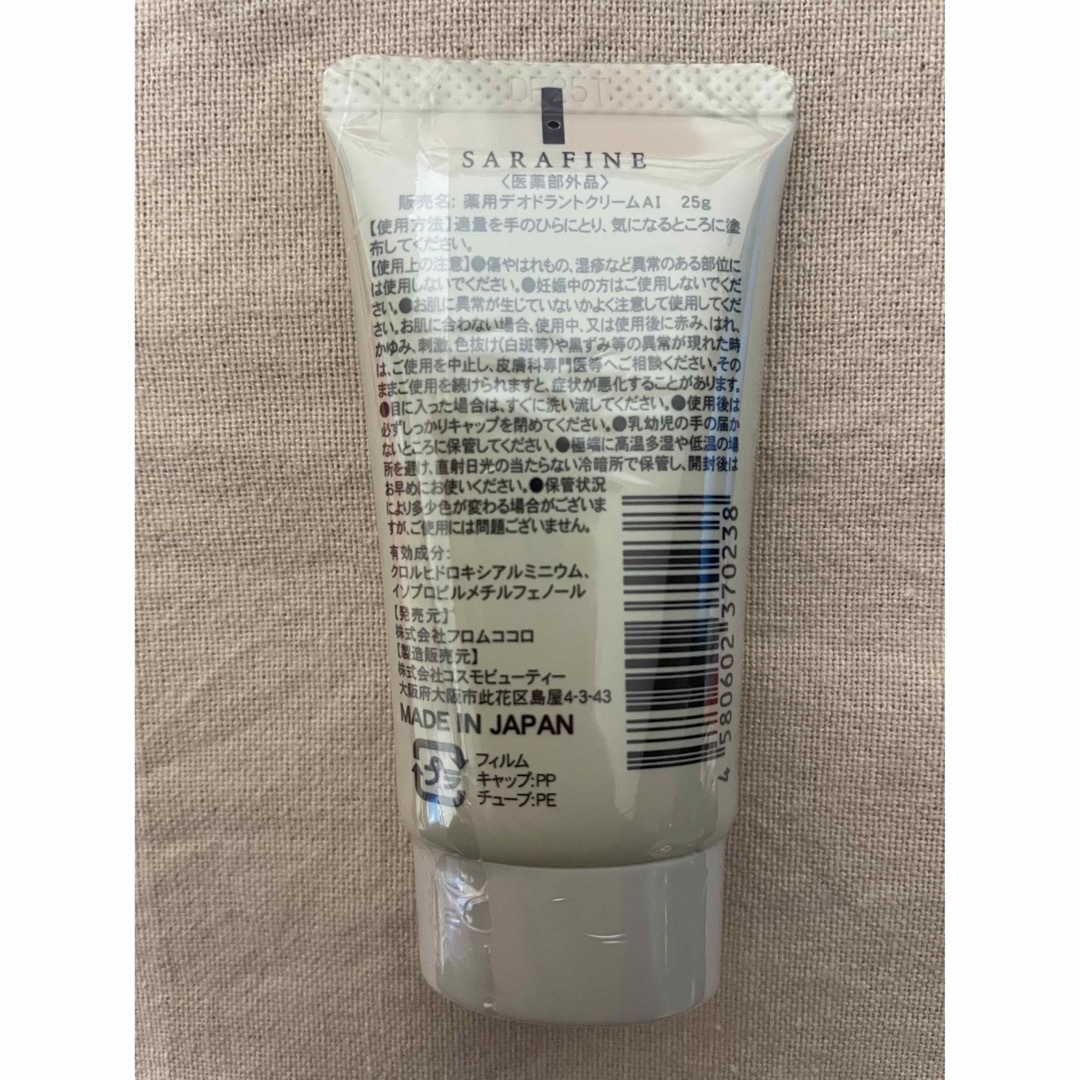 SARAFINE
〈医薬部外品〉
販売名: 薬用デオドラントクリームAI 25g
【使用方法】適量を手のひらにとり、気になるところに塗
布してください。
【使用上の注意】●傷やはれもの、湿疹など異常のある部位に
は使用しないでください。●妊娠中の方はご使用しないでくだ
さい。●お肌に異常が生じていないかよく注意して使用してくだ
さい。お肌に合わない場合、使用中、又は使用後に赤み、はれ、
かゆみ、刺激、色抜け(白斑等)や黒ずみ等の異常が現れた時
は、ご使用を中止し、皮膚科専門医等へご相談ください。その
ままご使用を続けられますと、症状が悪化することがあります。
●目に入った場合は、すぐに洗い流してください。●使用後は
必ずしっかりキャップを閉めてください。●乳幼児の手の届か
ないところに保管してください。●極端に高温多湿や低温の場
所を避け、直射日光の当たらない冷暗所で保管し、開封後は
お早めにお使いください。●保管状況
により多少色が変わる場合がございま
すが、ご使用には問題ございません。
有効成分:
クロルヒドロキシアルミニウム、
イソプロピルメチルフェノール
【発売元】
株式会社フロムココロ
【製造販売元】
株式会社コスモビューティー
大阪府大阪市此花区島屋4-3-43
MADE IN JAPAN
プラ
フィルム
キャップ:PP
チューブ:PE
4 580602 370238